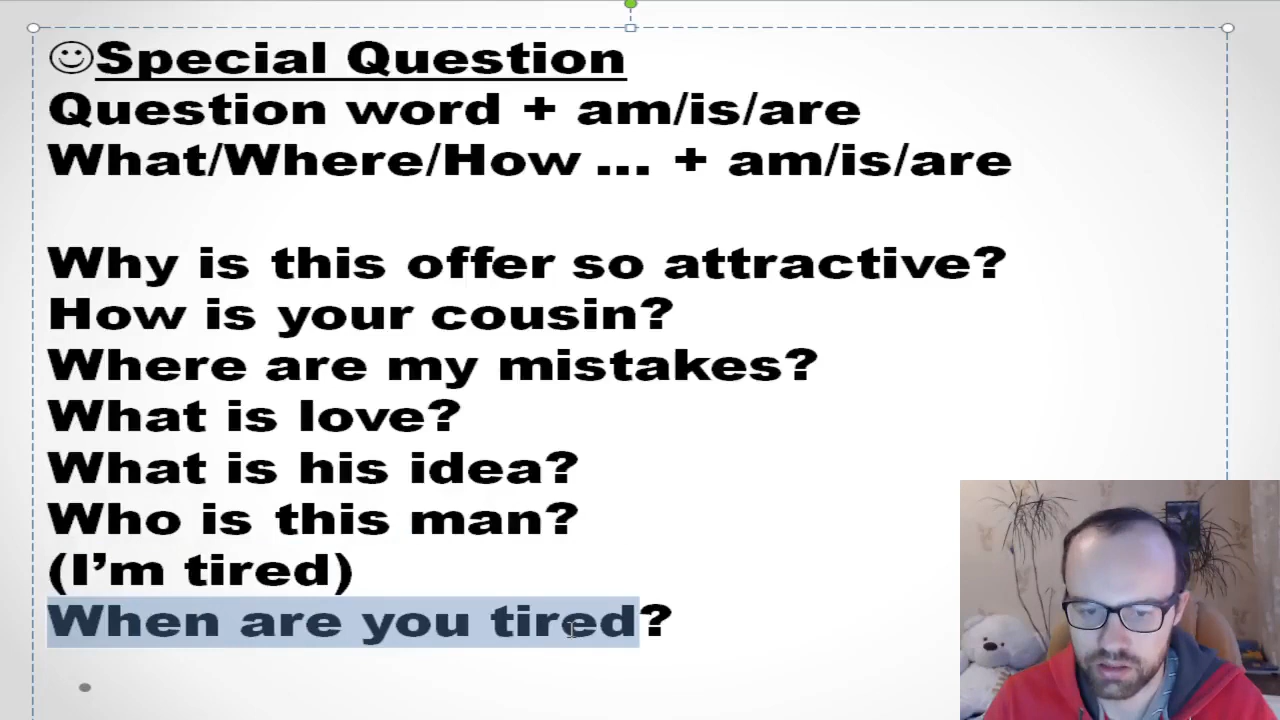 ☺Special Question
Question word + am/is/are
What/Where/How ... + am/is/are
Why is this offer so attractive?
How is your cousin?
Where are my mistakes?
What is love?
What is his idea?
Who is this man?
(I’m tired)
When are you tired?